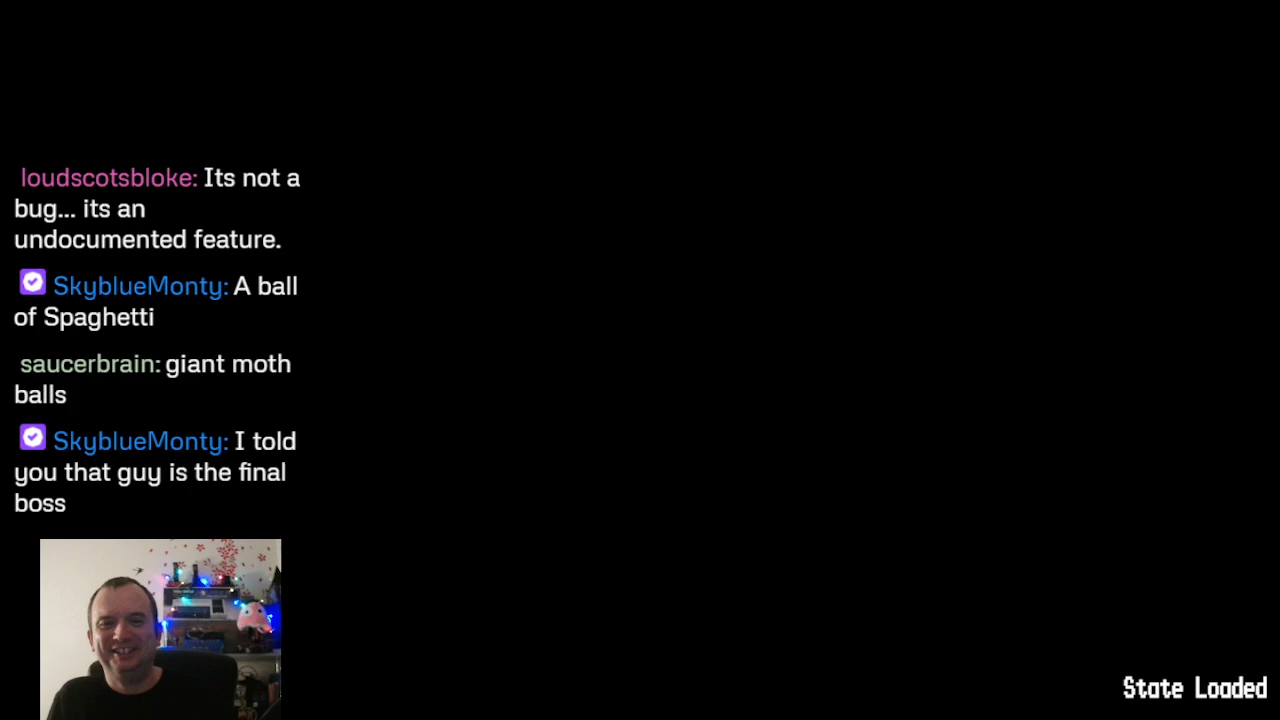 loudscotsbloke: Its not a
bug... its an
undocumented feature.
SkyblueMonty: A ball
of Spaghetti
saucerbrain: giant moth
balls
SkyblueMonty: I told
you that guy is the final
boss
State Loaded